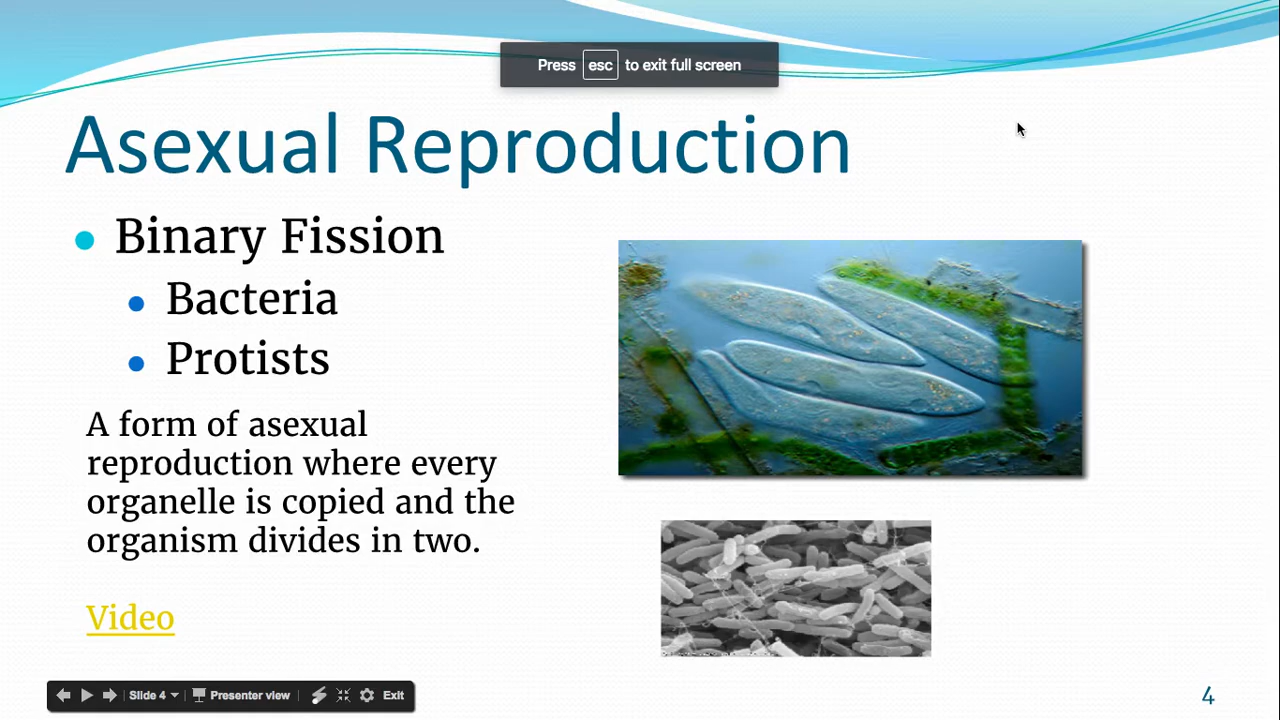 Press esc to exit full screen
Asexual Reproduction
Binary Fission
Bacteria
Protists
A form of asexual
reproduction where every
organelle is copied and the
organism divides in two.
Video
Slide 4 Presenter view Exit
4